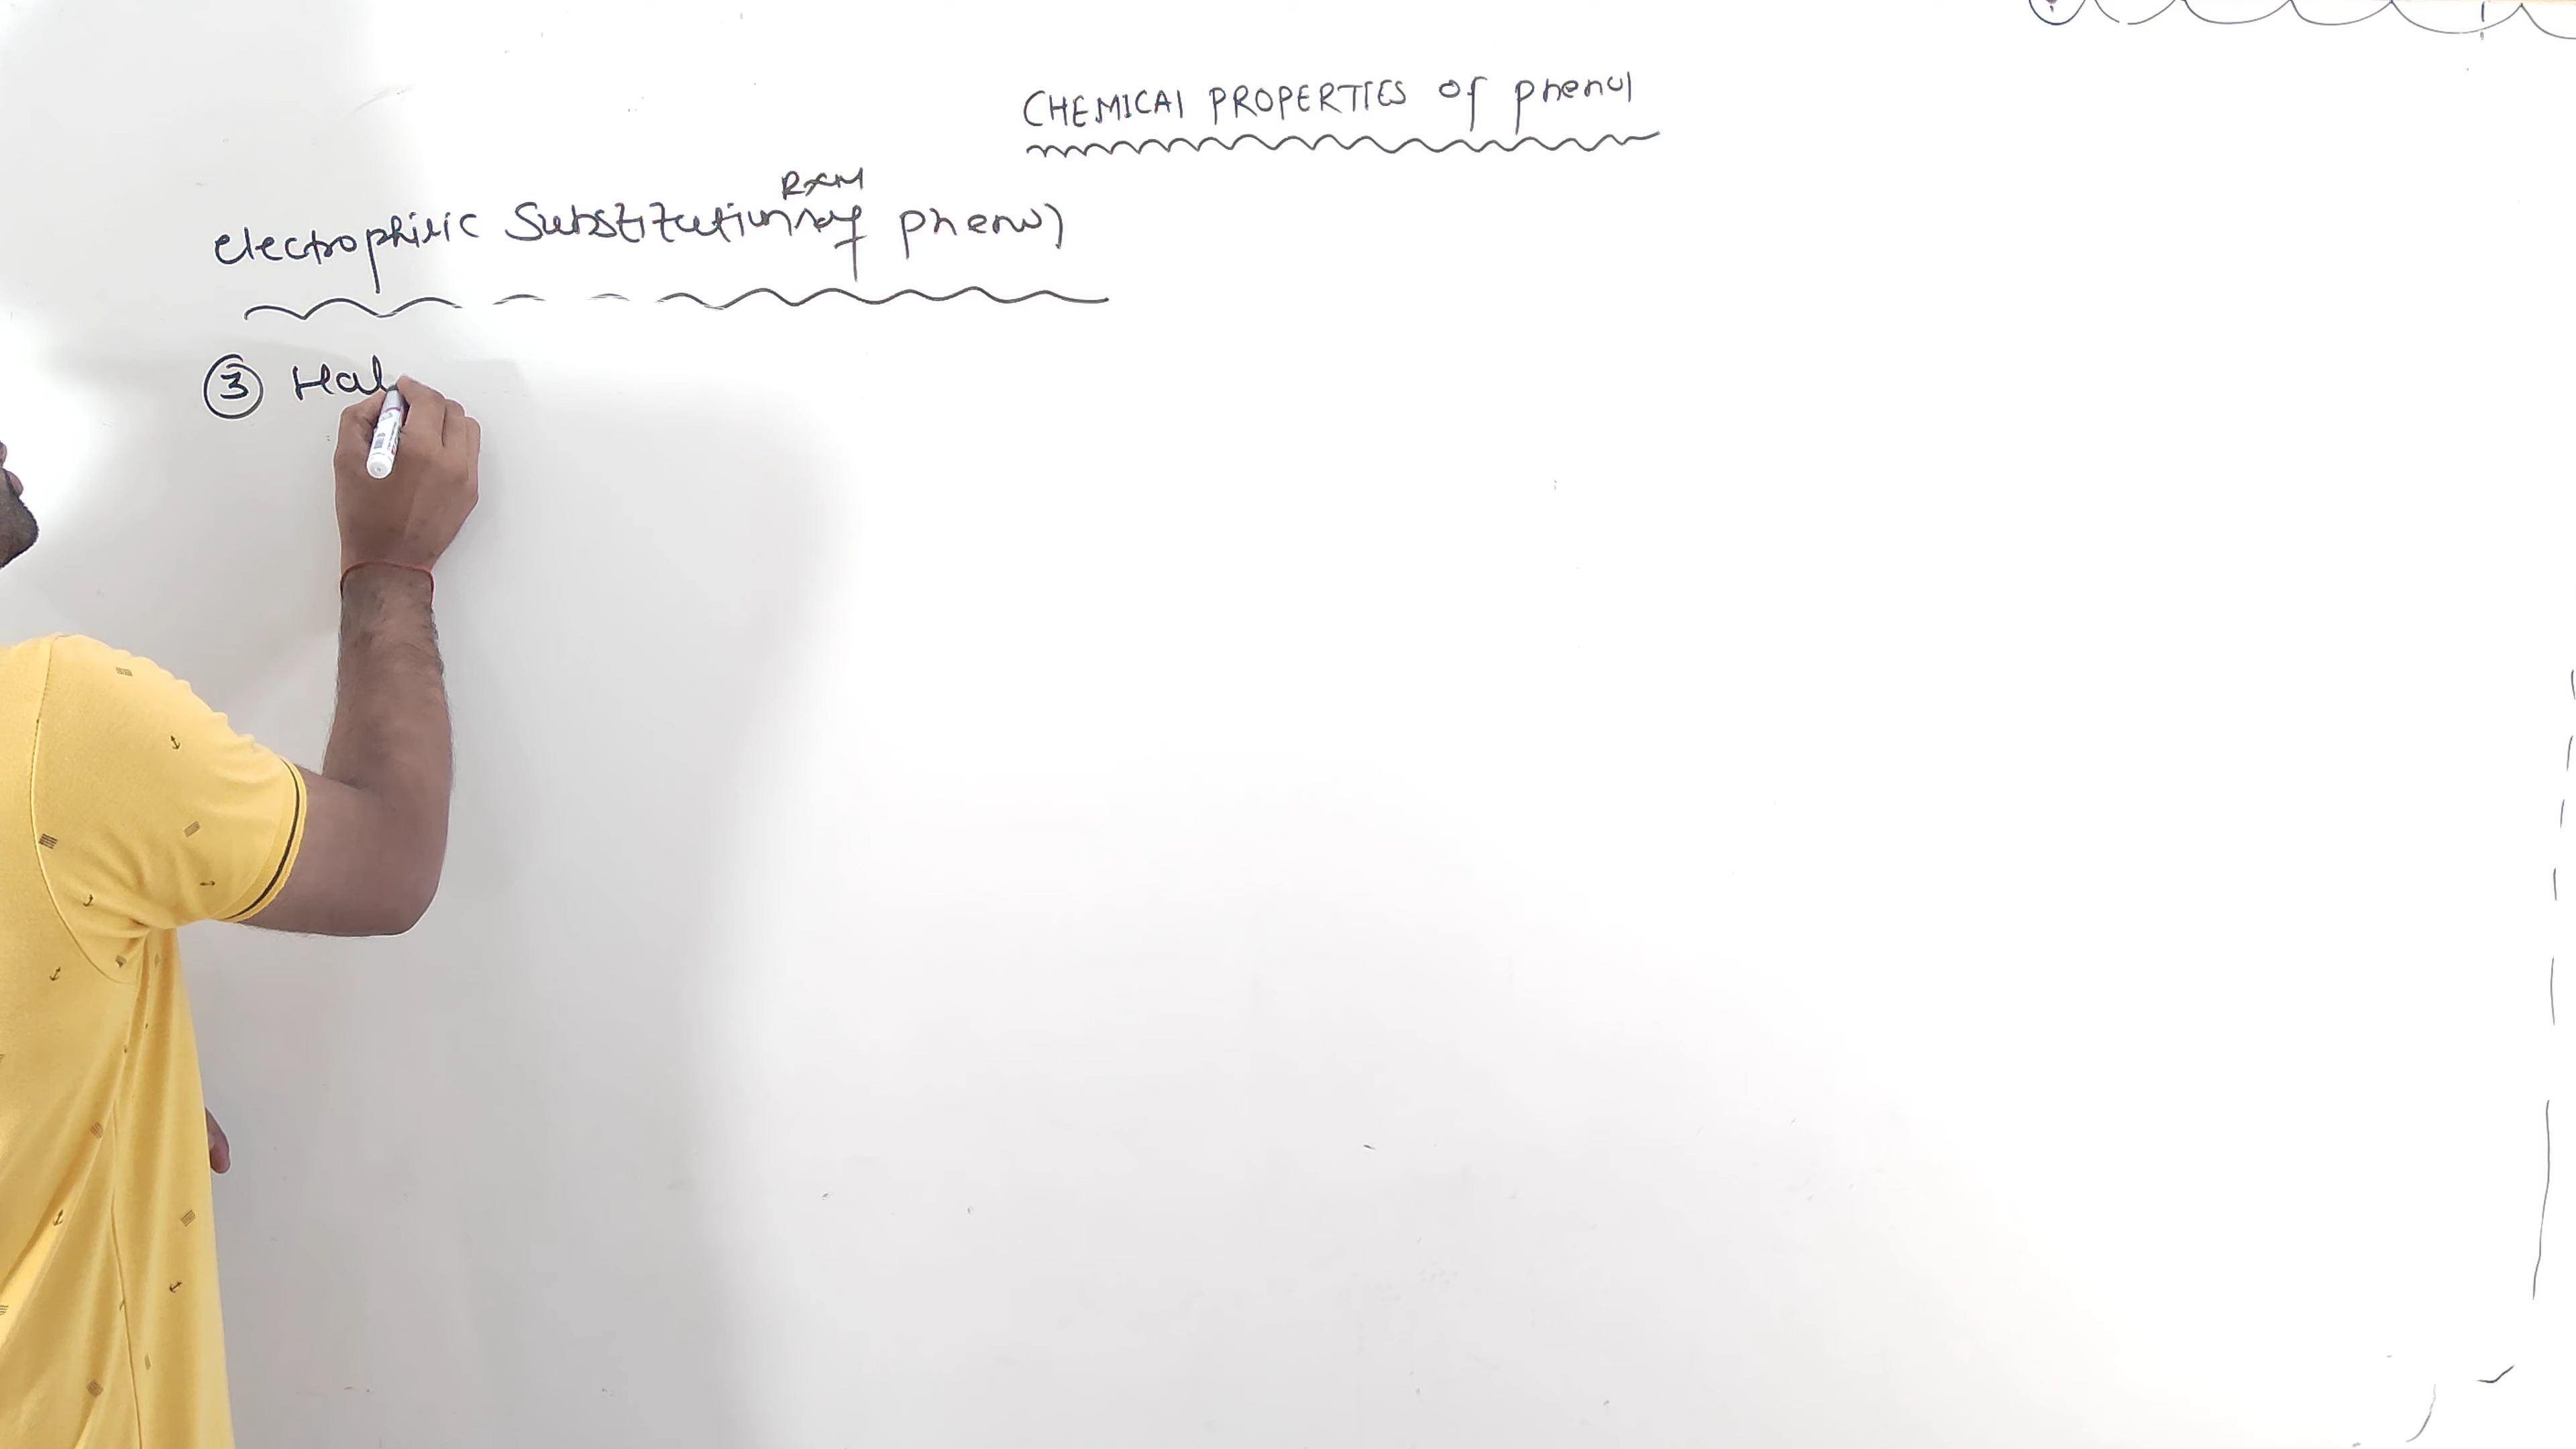 CHEMICAL PROPERTIES of phenol
electrophilic Substitution RXN of phenol
③ Hal